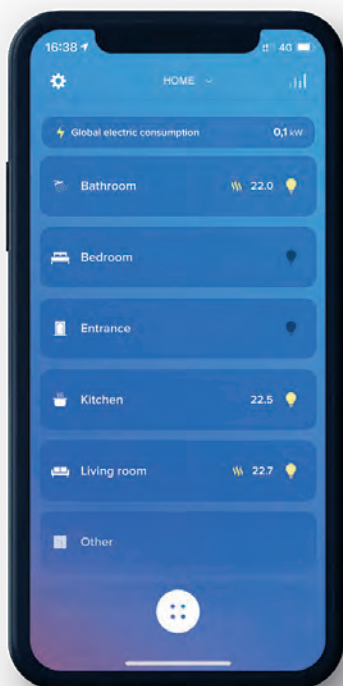 16:38 4G
HOME
Global electric consumption 0,1 kW
Bathroom 22.0
Bedroom
Entrance
Kitchen 22.5
Living room 22.7
Other